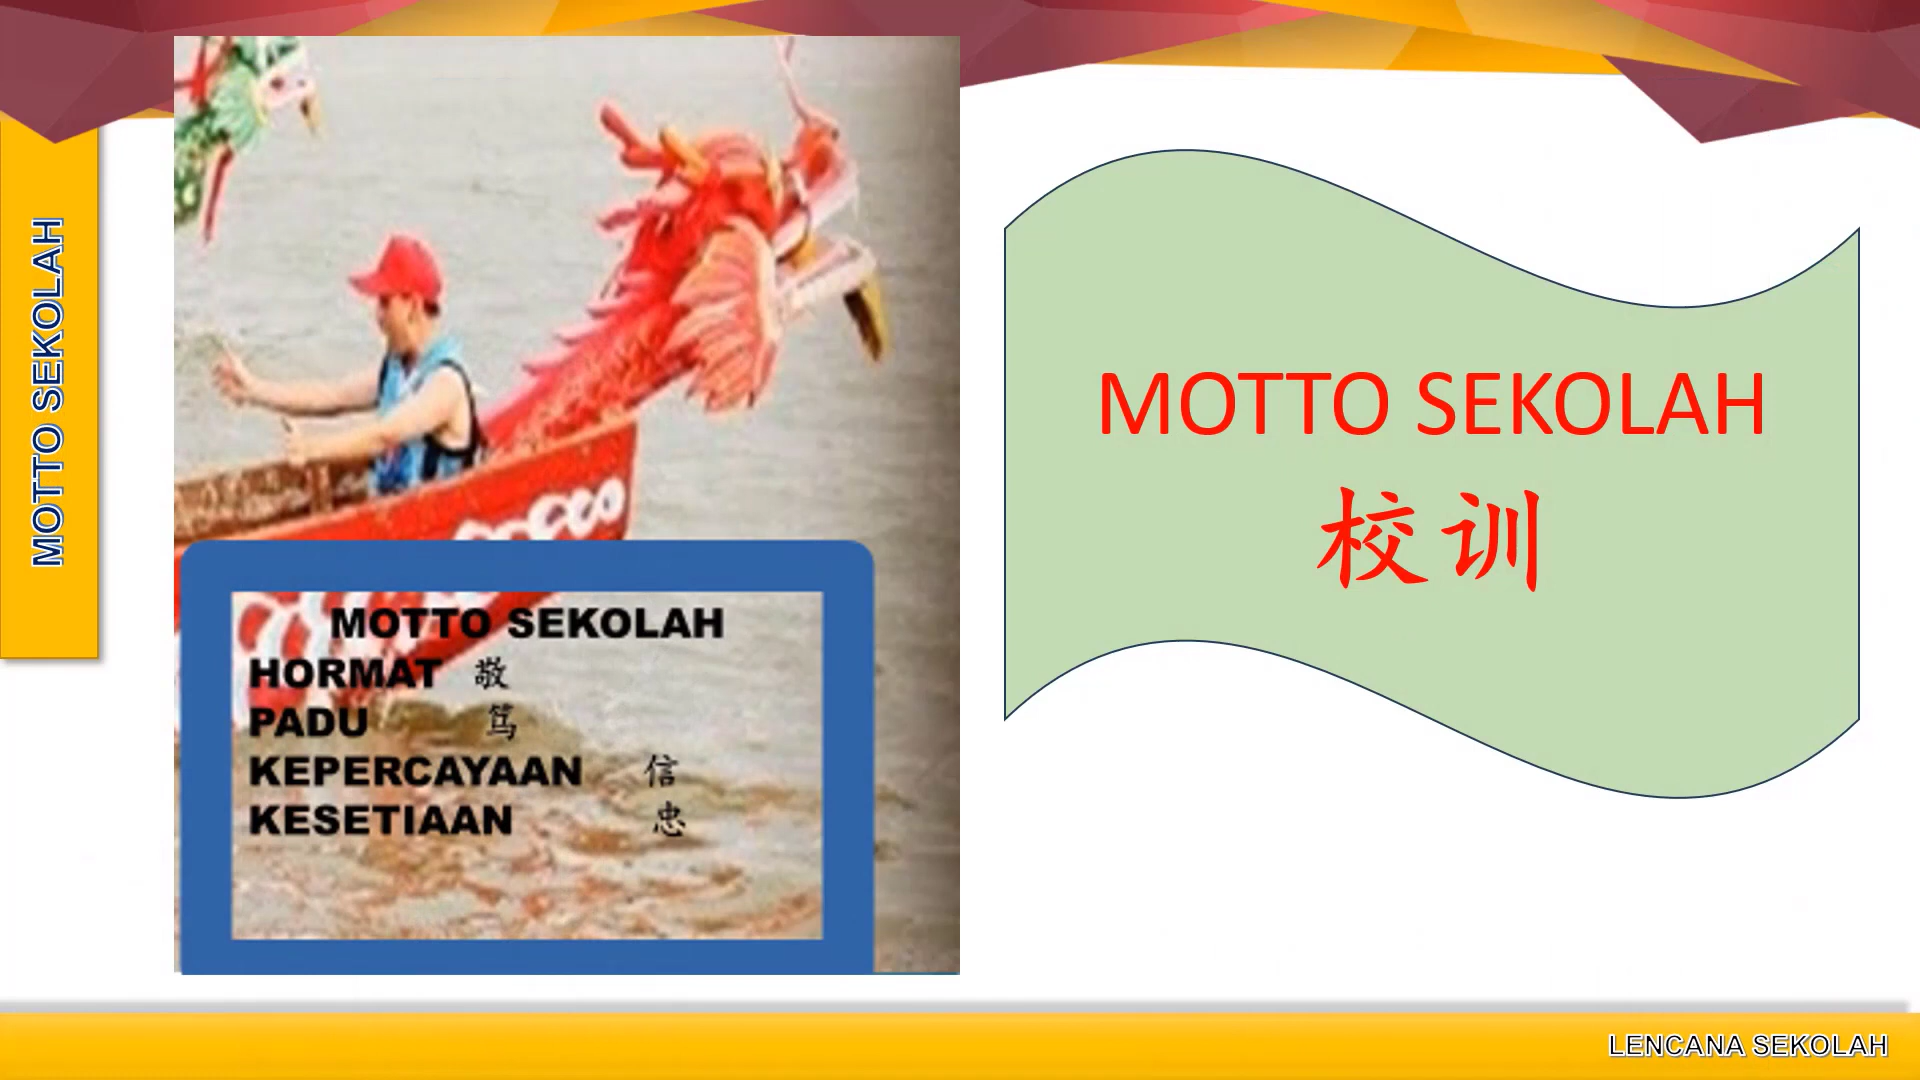 MOTTO SEKOLAH
MOTTO SEKOLAH
HORMAT 敬
PADU 笃
KEPERCAYAAN 信
KESETIAAN 忠
MOTTO SEKOLAH
校训
LENCANA SEKOLAH